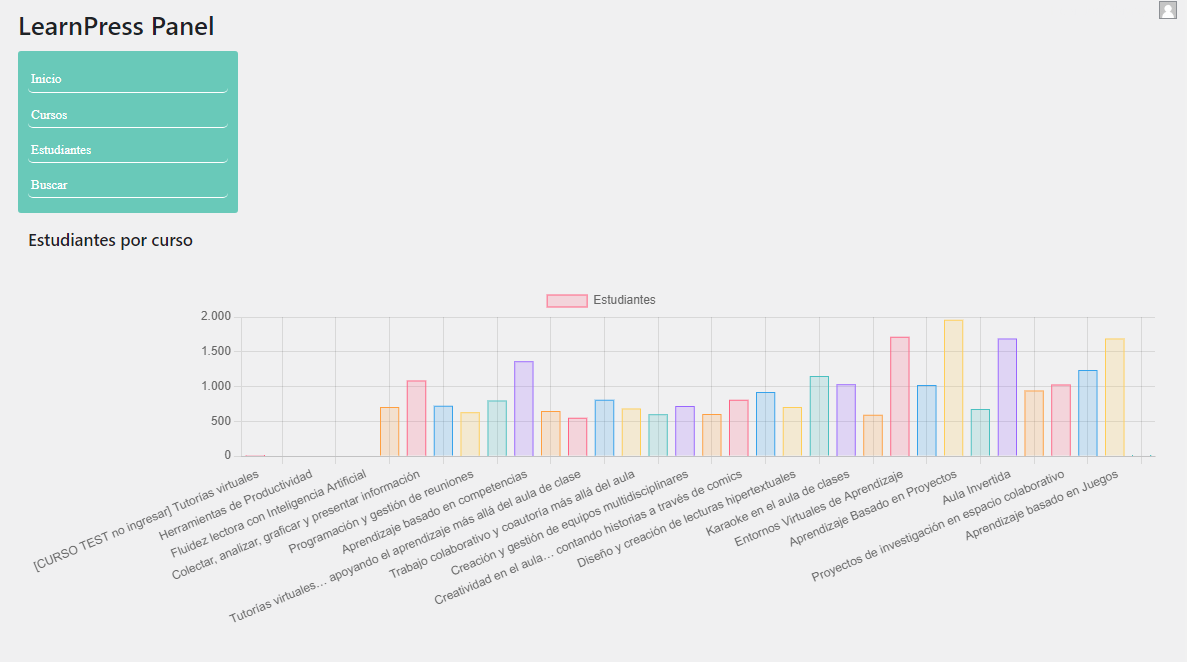 LearnPress Panel
Inicio
Cursos
Estudiantes
Buscar
Estudiantes por curso
Estudiantes
2.000
1.500
1.000
500
0
[CURSO TEST no ingresar] Tutorías virtuales
Herramientas de Productividad
Fluidez lectora con Inteligencia Artificial
Colectar, analizar, graficar y presentar información
Programación y gestión de reuniones
Aprendizaje basado en competencias
Tutorías virtuales… apoyando el aprendizaje más allá del aula de clase
Trabajo colaborativo y coautoría más allá del aula
Creación y gestión de equipos multidisciplinares
Creatividad en el aula… contando historias a través de comics
Diseño y creación de lecturas hipertextuales
Karaoke en el aula de clases
Entornos Virtuales de Aprendizaje
Aprendizaje Basado en Proyectos
Aula Invertida
Proyectos de investigación en espacio colaborativo
Aprendizaje basado en Juegos